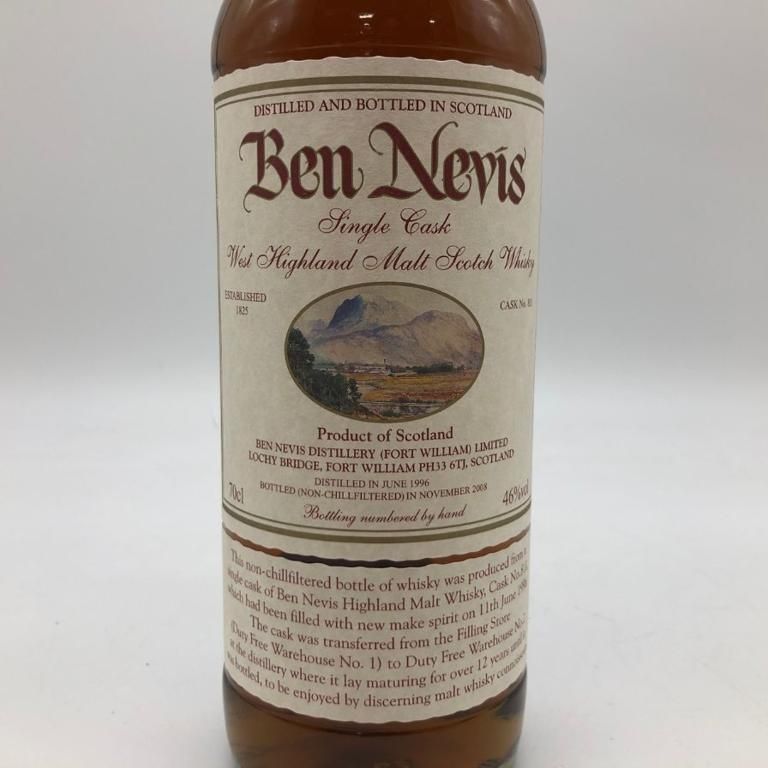 DISTILLED AND BOTTLED IN SCOTLAND
Ben Nevis
Single Cask
West Highland Malt Scotch Whisky
ESTABLISHED
1825
CASK No.
Product of Scotland
BEN NEVIS DISTILLERY (FORT WILLIAM) LIMITED
LOCHY BRIDGE, FORT WILLIAM PH33 6TJ, SCOTLAND
DISTILLED IN JUNE 1996
BOTTLED (NON-CHILLFILTERED) IN NOVEMBER 2008
70cl
46%vol
Bottling numbered by hand
This non-chillfiltered bottle of whisky was produced from a
single cask of Ben Nevis Highland Malt Whisky, Cask No.
which had been filled with new make spirit on 11th June 1996
The cask was transferred from the Filling Store
(Duty Free Warehouse No. 1) to Duty Free Warehouse No.
at the distillery where it lay maturing for over 12 years
was bottled, to be enjoyed by discerning malt whisky